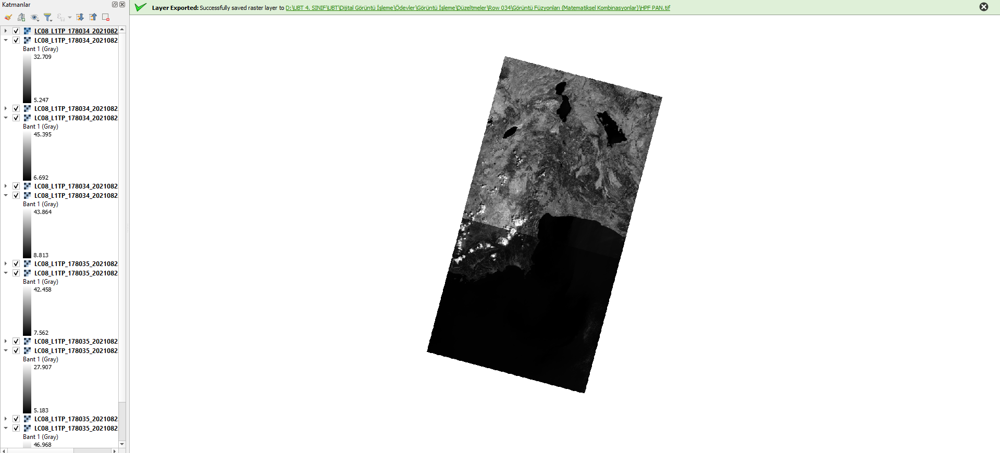 Katmanlar
Layer Exported: Successfully saved raster layer to D:\UBT 4. SINIF\UBT\Dijital Görüntü İşleme\Ödevler\Görüntü İşleme\Düzeltmeler\Row 034\Görüntü Füzyonları (Matematiksel Kombinasyonlar)\HPF PAN.tif
LC08_L1TP_178034_2021082
LC08_L1TP_178034_2021082
Bant 1 (Gray)
32.709
5.247
LC08_L1TP_178034_2021082
LC08_L1TP_178034_2021082
Bant 1 (Gray)
45.395
6.692
LC08_L1TP_178034_2021082
LC08_L1TP_178034_2021082
Bant 1 (Gray)
43.864
8.813
LC08_L1TP_178035_2021082
LC08_L1TP_178035_2021082
Bant 1 (Gray)
42.458
7.562
LC08_L1TP_178035_2021082
LC08_L1TP_178035_2021082
Bant 1 (Gray)
27.907
5.183
LC08_L1TP_178035_2021082
LC08_L1TP_178035_2021082
Bant 1 (Gray)
46.968